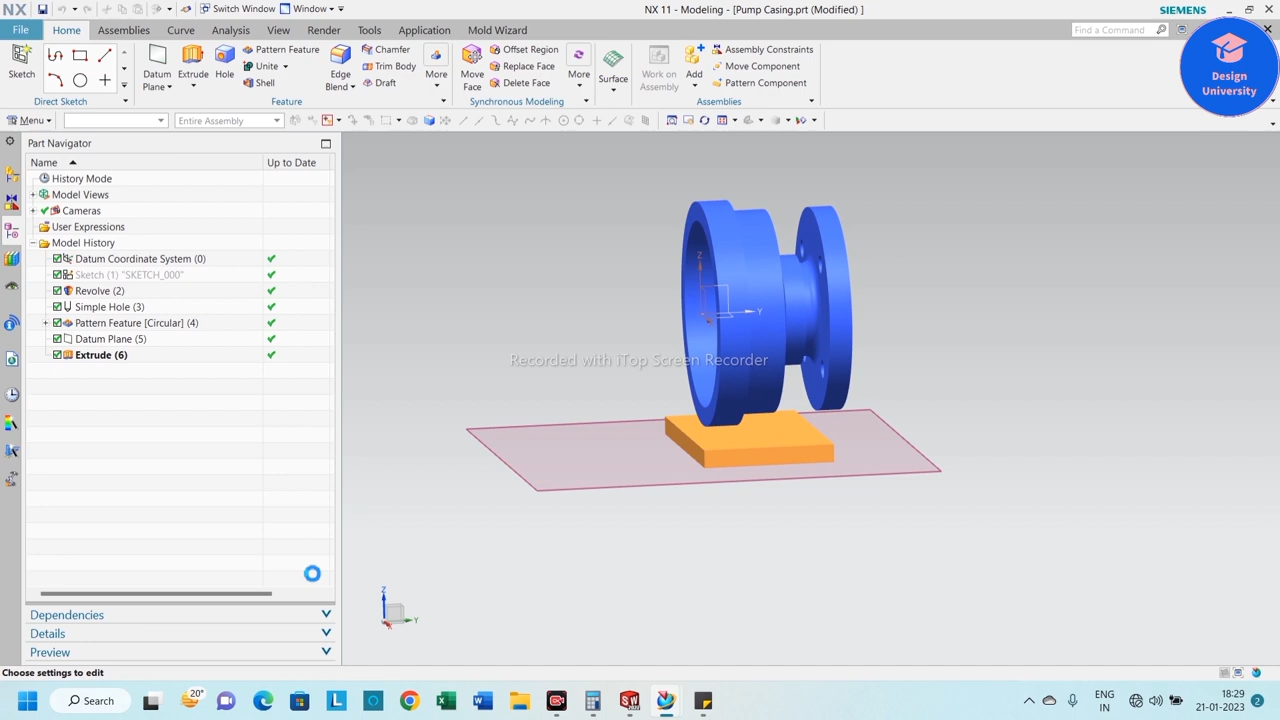 NX
Switch Window
Window
NX 11 - Modeling - [Pump Casing.prt (Modified) ]
SIEMENS
File
Home
Assemblies
Curve
Analysis
View
Render
Tools
Application
Mold Wizard
Find a Command
Sketch
Direct Sketch
Datum Plane
Extrude
Hole
Pattern Feature
Unite
Shell
Edge Blend
Chamfer
Trim Body
Draft
More
Feature
Move Face
Offset Region
Replace Face
Delete Face
More
Synchronous Modeling
Surface
Work on Assembly
Add
Assembly Constraints
Move Component
Pattern Component
Assemblies
Design
University
Menu
Entire Assembly
Part Navigator
Name
Up to Date
History Mode
Model Views
Cameras
User Expressions
Model History
Datum Coordinate System (0)
Sketch (1) "SKETCH_000"
Revolve (2)
Simple Hole (3)
Pattern Feature [Circular] (4)
Datum Plane (5)
Extrude (6)
Z
Y
Recorded with iTop Screen Recorder
Z
Y
Dependencies
Details
Preview
Choose settings to edit
Search
20°
ENG
IN
18:29
21-01-2023
2